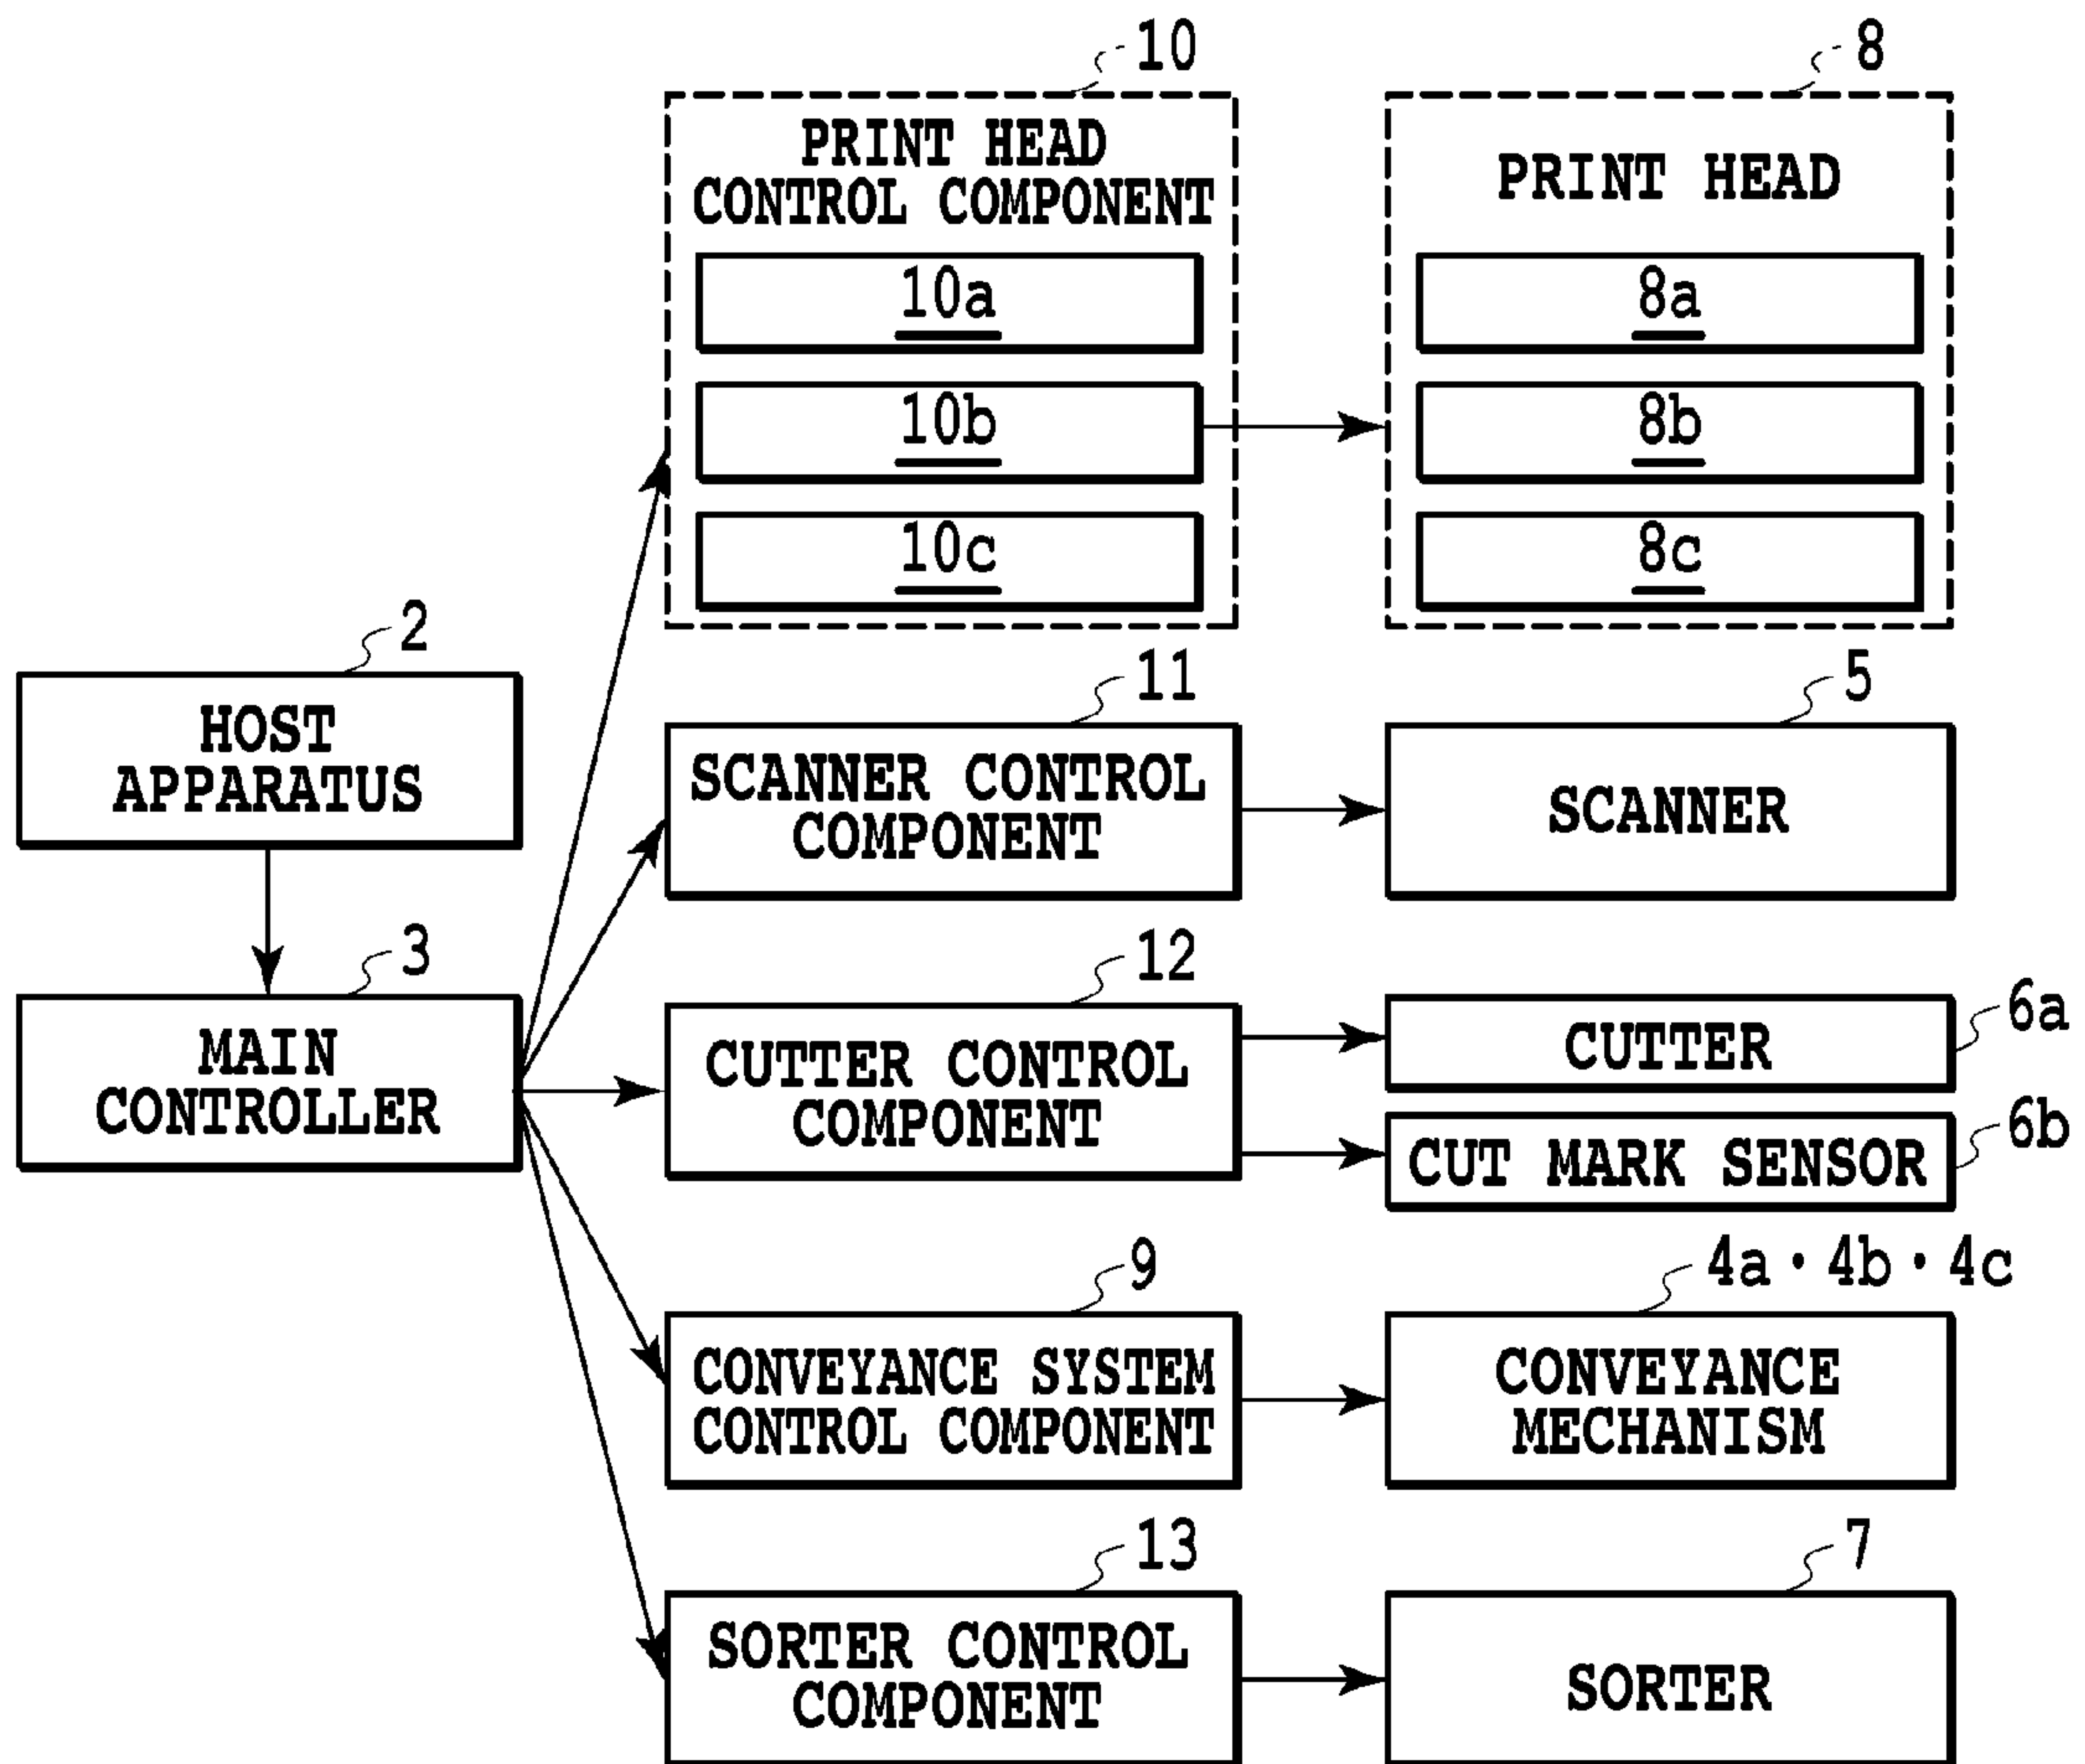 10
PRINT HEAD
CONTROL COMPONENT
10a
10b
10c
8
PRINT HEAD
8a
8b
8c
2
HOST
APPARATUS
3
MAIN
CONTROLLER
11
SCANNER CONTROL
COMPONENT
5
SCANNER
12
CUTTER CONTROL
COMPONENT
6a
CUTTER
6b
CUT MARK SENSOR
9
CONVEYANCE SYSTEM
CONTROL COMPONENT
4a・4b・4c
CONVEYANCE
MECHANISM
13
SORTER CONTROL
COMPONENT
7
SORTER